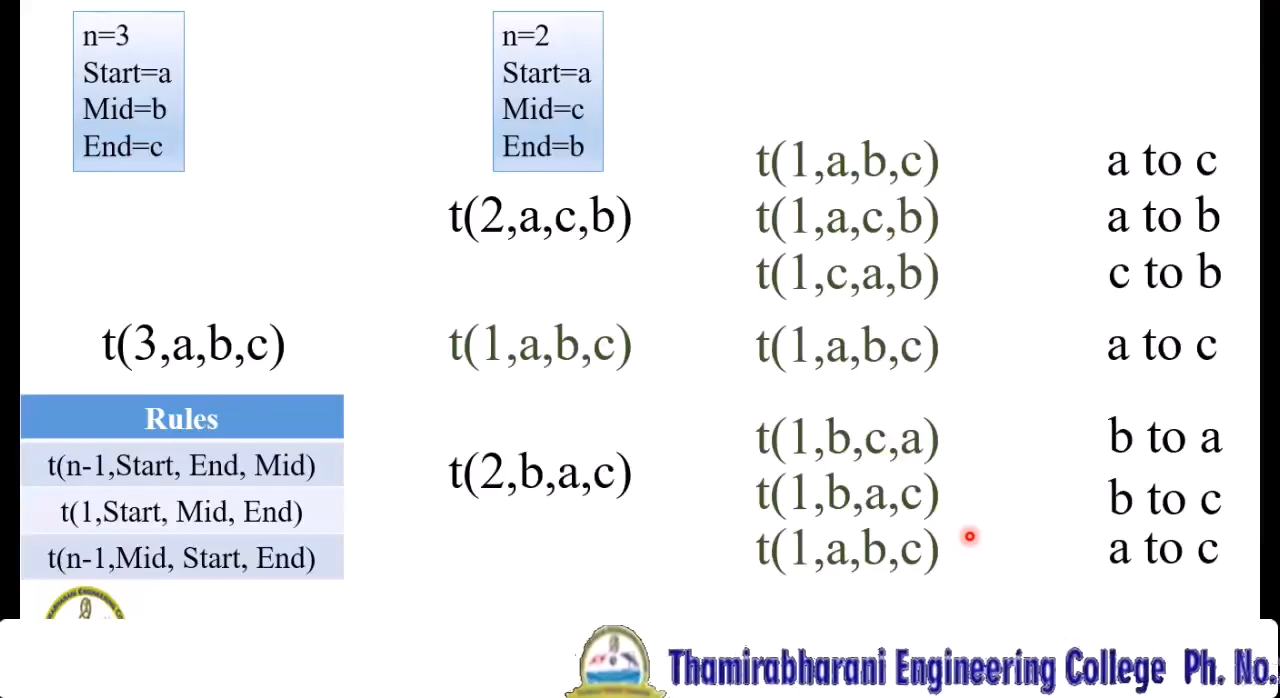 n=3
Start=a
Mid=b
End=c
n=2
Start=a
Mid=c
End=b
t(1,a,b,c) a to c
t(2,a,c,b) t(1,a,c,b) a to b
t(1,c,a,b) c to b
t(3,a,b,c) t(1,a,b,c) t(1,a,b,c) a to c
Rules
t(n-1,Start, End, Mid)
t(1,Start, Mid, End)
t(n-1,Mid, Start, End)
t(1,b,c,a) b to a
t(2,b,a,c) t(1,b,a,c) b to c
t(1,a,b,c) a to c
Thamirabharani Engineering College Ph. No.